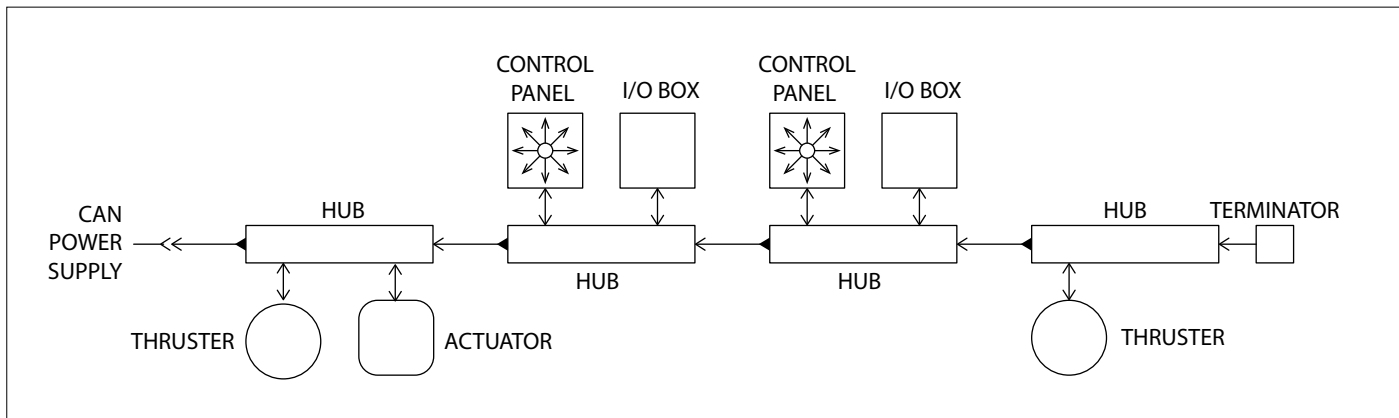 CONTROL
PANEL
I/O BOX
CONTROL
PANEL
I/O BOX
CAN
POWER
SUPPLY
HUB
HUB
HUB
HUB
TERMINATOR
THRUSTER
ACTUATOR
THRUSTER